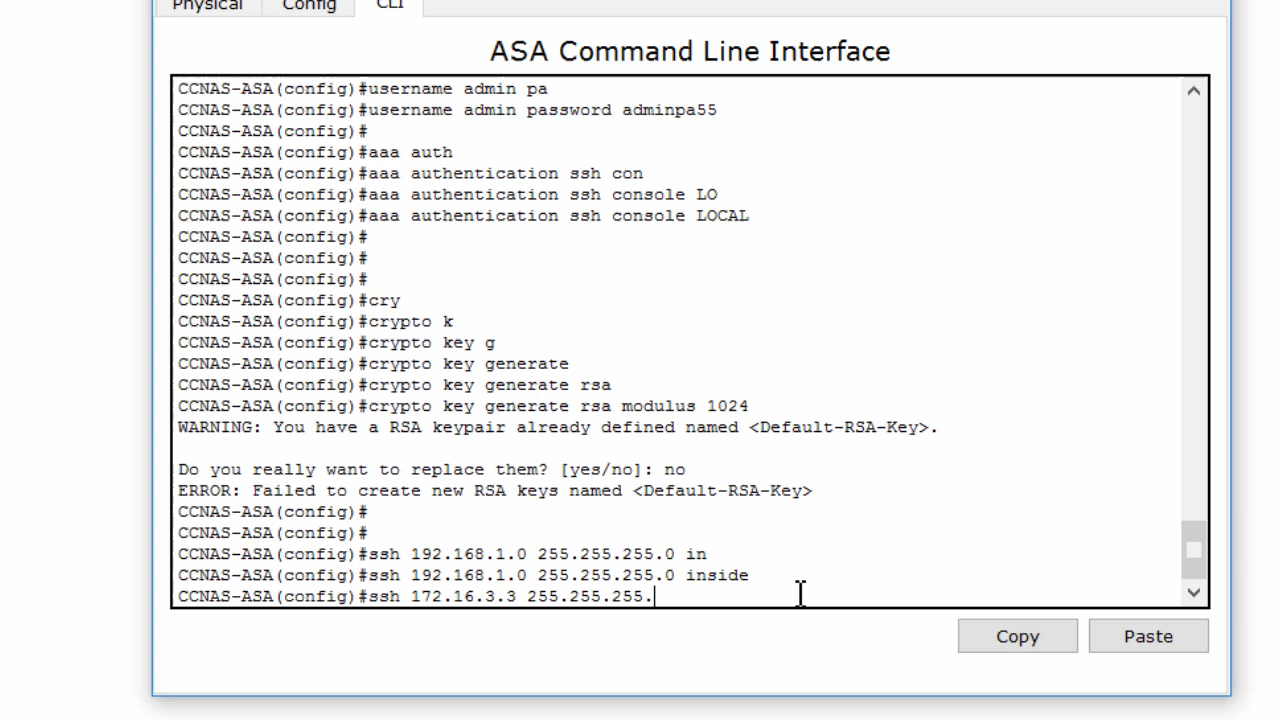 Physical Config CLI
ASA Command Line Interface
CCNAS-ASA(config)#username admin pa
CCNAS-ASA(config)#username admin password adminpa55
CCNAS-ASA(config)#
CCNAS-ASA(config)#aaa auth
CCNAS-ASA(config)#aaa authentication ssh con
CCNAS-ASA(config)#aaa authentication ssh console LO
CCNAS-ASA(config)#aaa authentication ssh console LOCAL
CCNAS-ASA(config)#
CCNAS-ASA(config)#
CCNAS-ASA(config)#
CCNAS-ASA(config)#cry
CCNAS-ASA(config)#crypto k
CCNAS-ASA(config)#crypto key g
CCNAS-ASA(config)#crypto key generate
CCNAS-ASA(config)#crypto key generate rsa
CCNAS-ASA(config)#crypto key generate rsa modulus 1024
WARNING: You have a RSA keypair already defined named <Default-RSA-Key>.
Do you really want to replace them? [yes/no]: no
ERROR: Failed to create new RSA keys named <Default-RSA-Key>
CCNAS-ASA(config)#
CCNAS-ASA(config)#
CCNAS-ASA(config)#ssh 192.168.1.0 255.255.255.0 in
CCNAS-ASA(config)#ssh 192.168.1.0 255.255.255.0 inside
CCNAS-ASA(config)#ssh 172.16.3.3 255.255.255.
Copy Paste